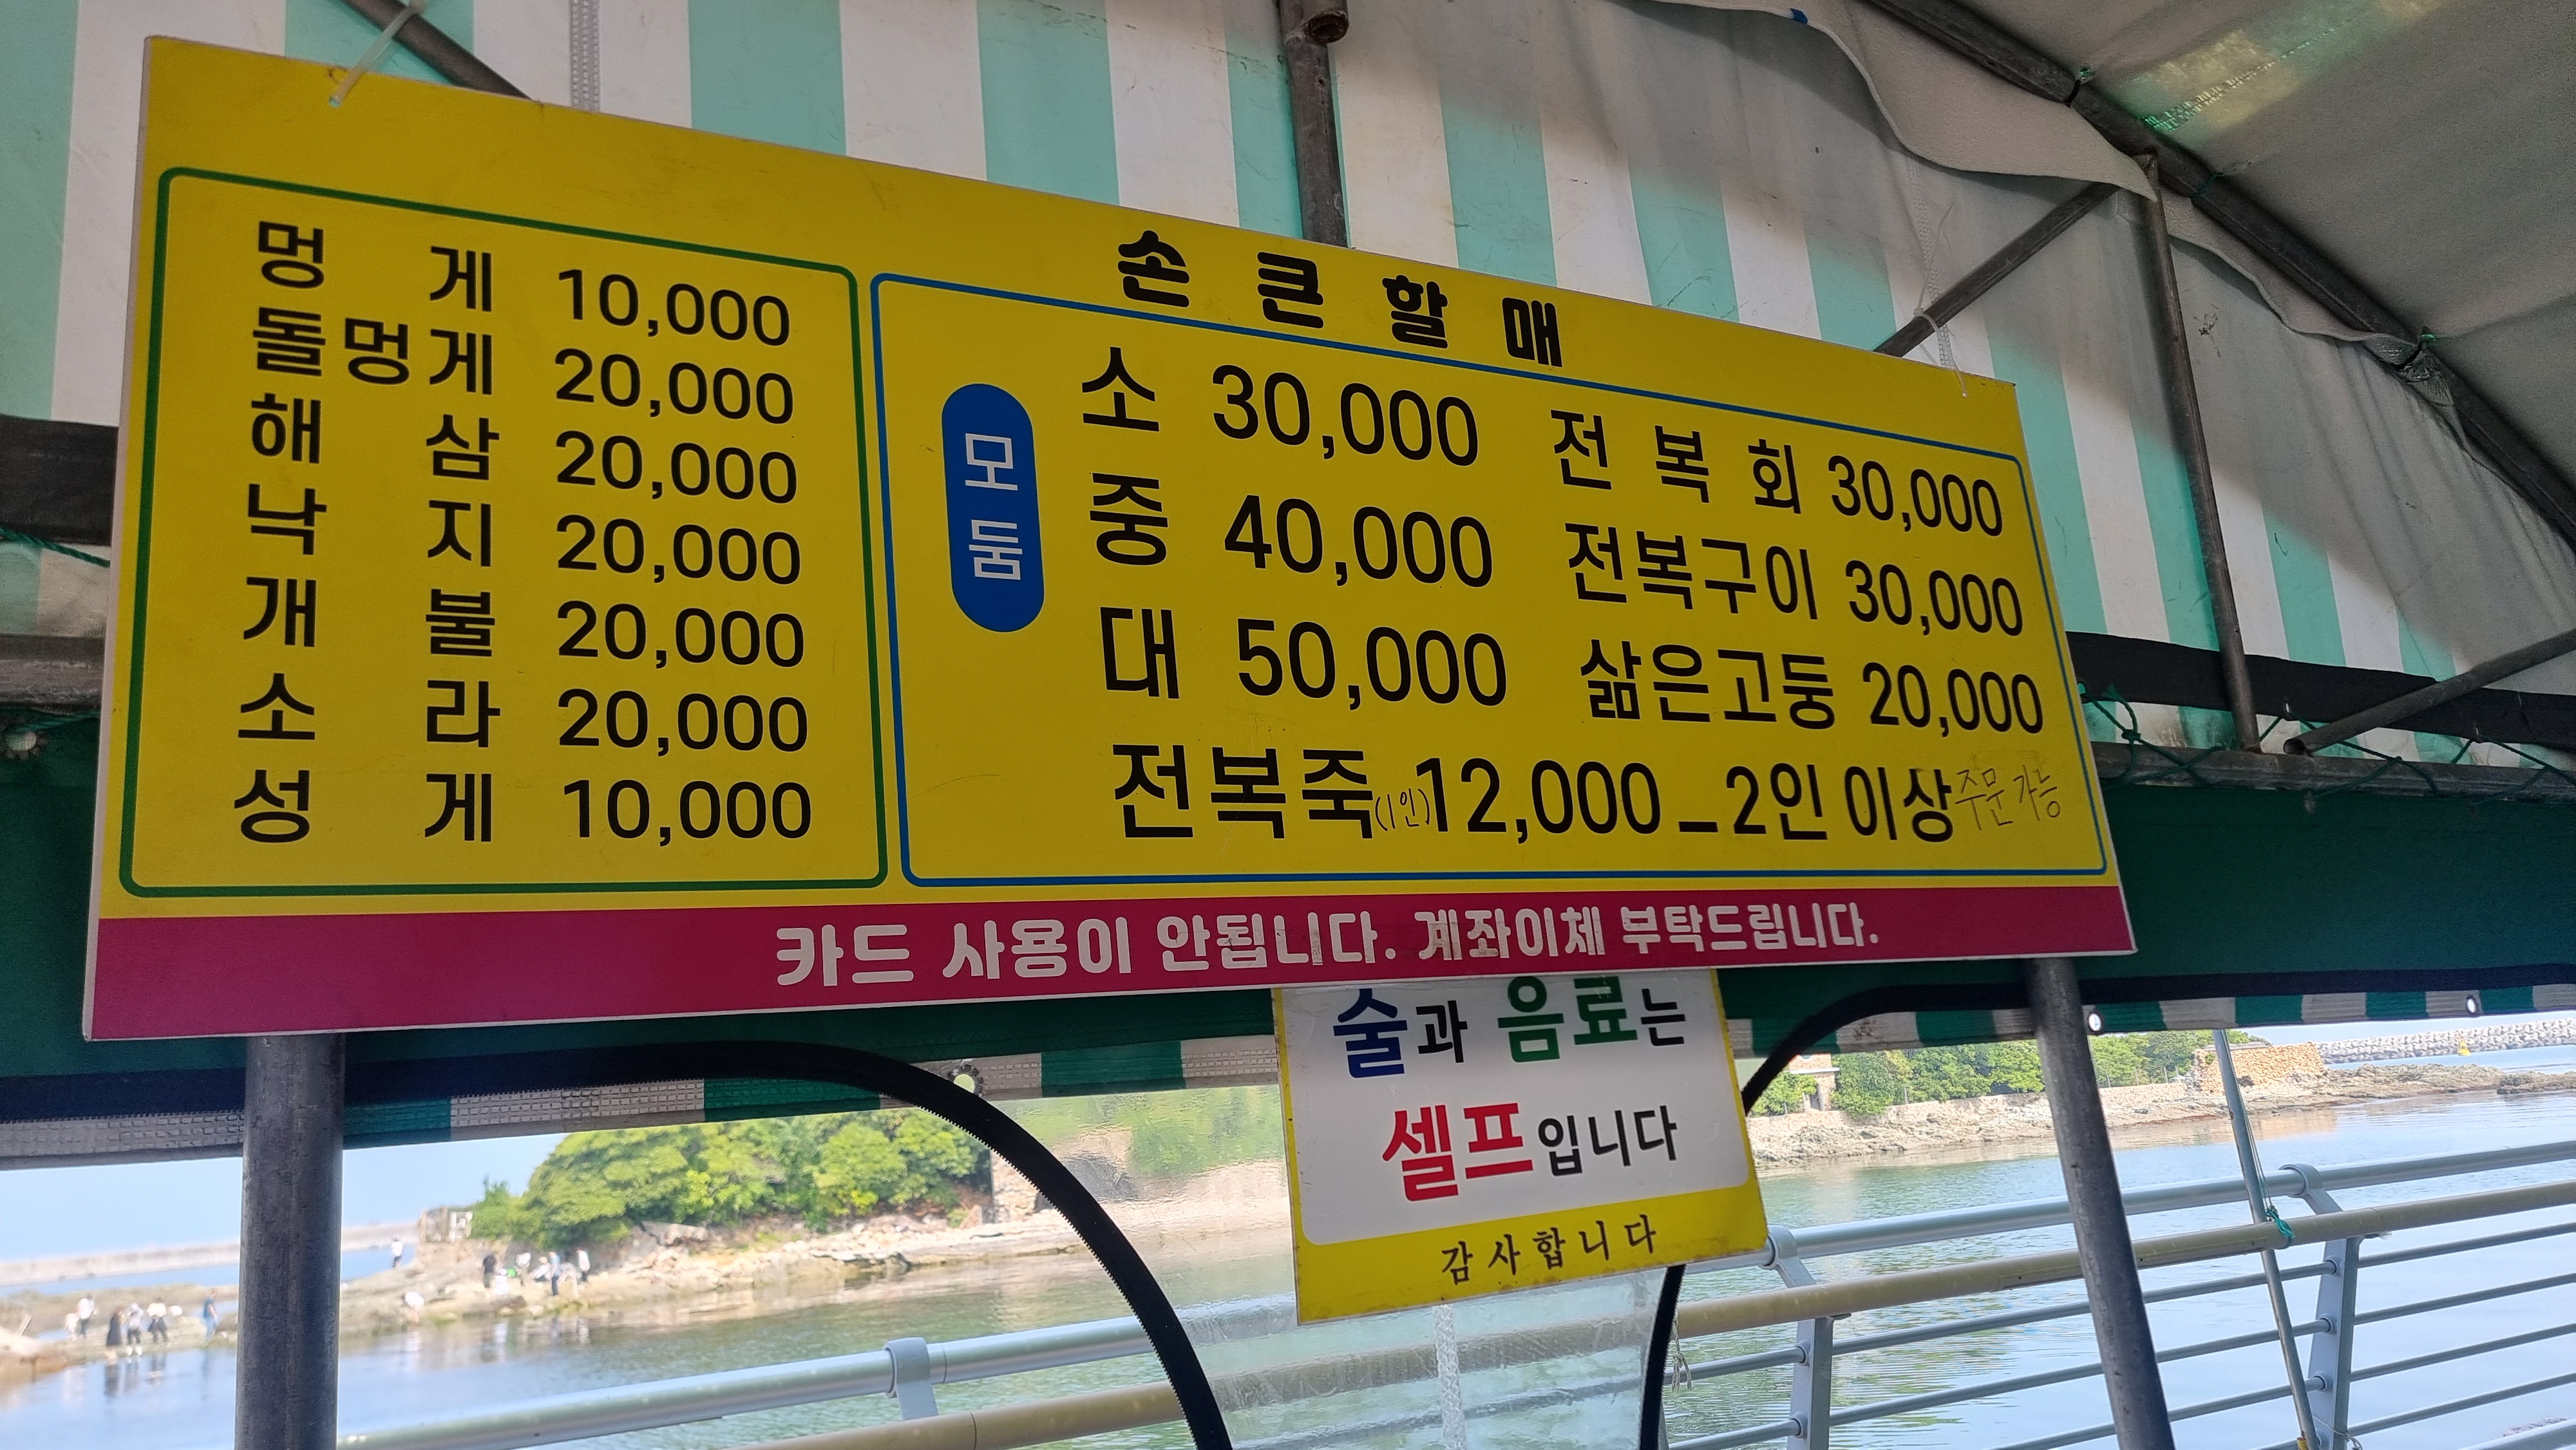 손큰할매
멍게 10,000
돌멍게 20,000
해삼 20,000
낙지 20,000
개불 20,000
소라 20,000
성게 10,000
모둠
소 30,000
중 40,000
대 50,000
전복회 30,000
전복구이 30,000
삶은고둥 20,000
전복죽(1인)12,000-2인 이상 주문 가능
카드 사용이 안됩니다. 계좌이체 부탁드립니다.
술과 음료는
셀프입니다
감사합니다